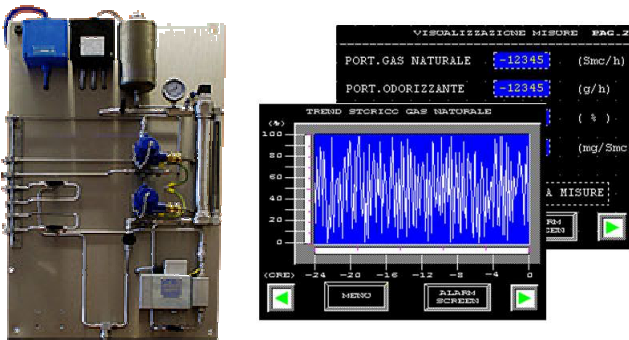 VISUALIZZAZIONE MISURE PAG.2
PORT.GAS NATURALE -12345 (Smc/h)
PORT.ODORIZZANTE -12345 (g/h)
( % )
(mg/Smc
A MISURE
TREND STORICO GAS NATURALE
(%)
100
80
60
40
20
0
(ORE) -24 -20 -16 -12 -8 -4 0
MENU
ALARM
SCREEN